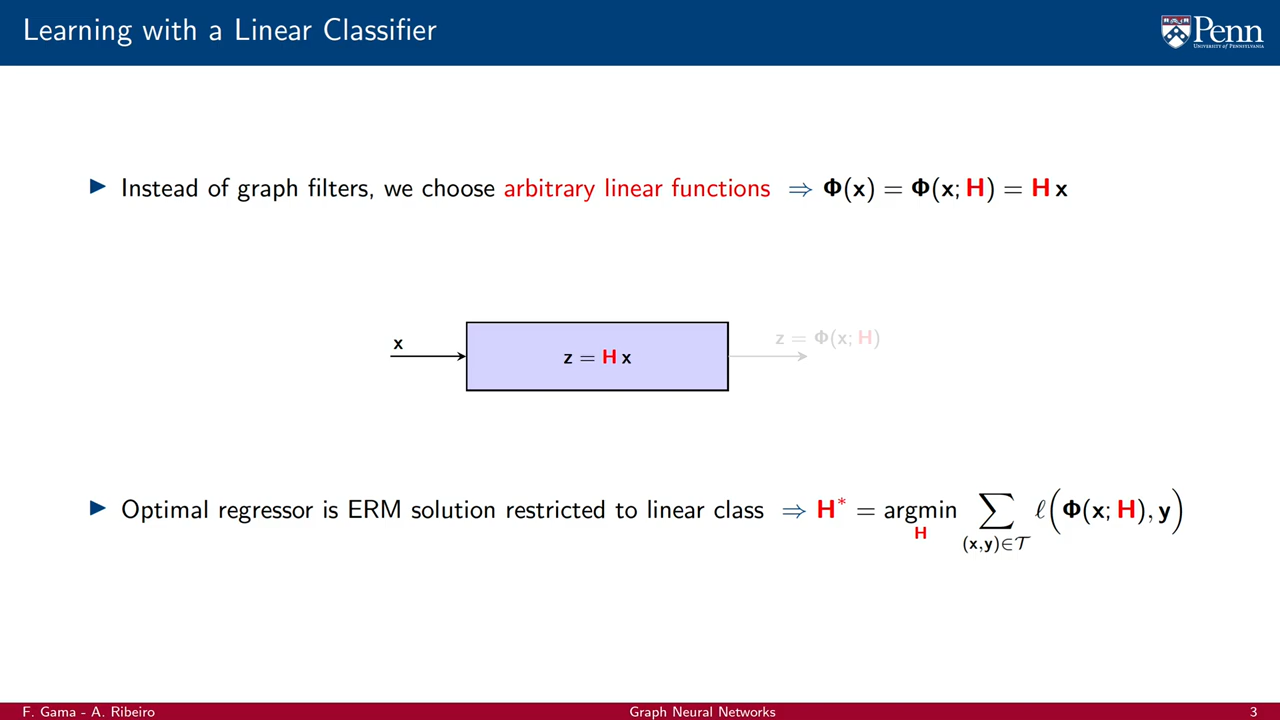 Learning with a Linear Classifier
Penn
UNIVERSITY of PENNSYLVANIA
Instead of graph filters, we choose arbitrary linear functions ⇒ Φ(x) = Φ(x; H) = H x
x
z = H x
z = Φ(x; H)
Optimal regressor is ERM solution restricted to linear class ⇒ H* = argmin ∑ ℓ(Φ(x; H), y)
H
(x,y)∈𝒯
F. Gama - A. Ribeiro
Graph Neural Networks
3